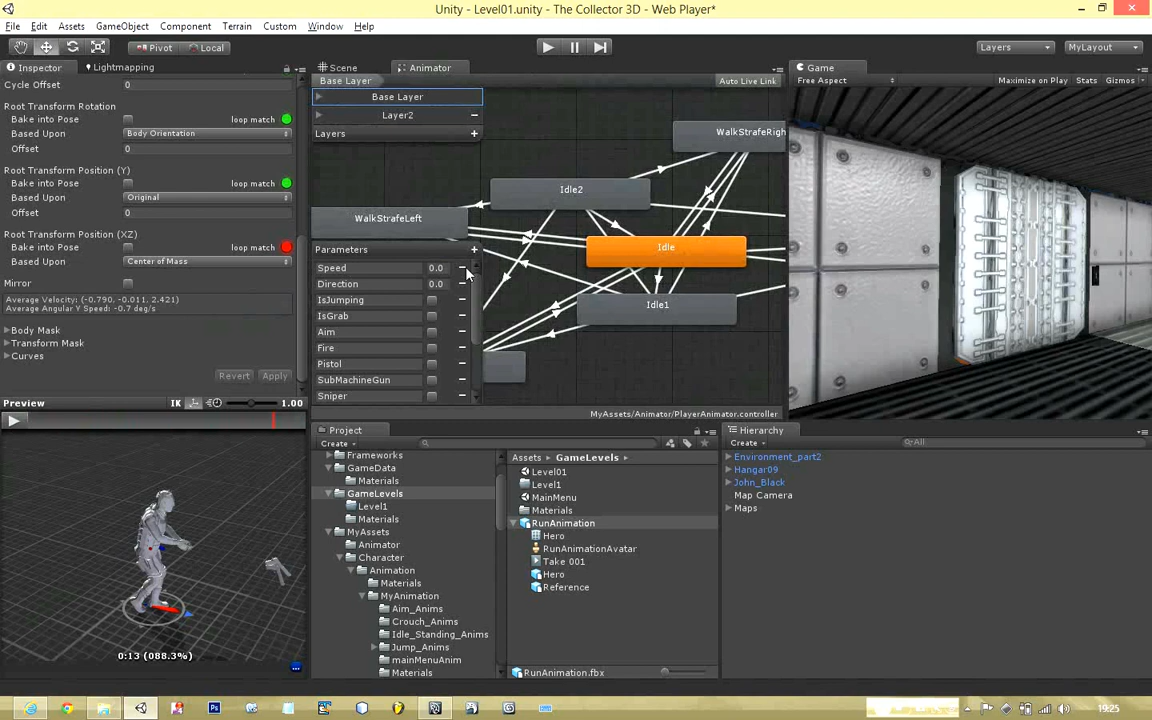 Unity - Level01.unity - The Collector 3D - Web Player*
File Edit Assets GameObject Component Terrain Custom Window Help
Pivot Local Layers MyLayout
Inspector Lightmapping
Cycle Offset 0
Root Transform Rotation
Bake into Pose loop match
Based Upon Body Orientation
Offset 0
Root Transform Position (Y)
Bake into Pose loop match
Based Upon Original
Offset 0
Root Transform Position (XZ)
Bake into Pose loop match
Based Upon Center of Mass
Mirror
Average Velocity: (-0.790, -0.011, 2.421)
Average Angular Y Speed: -0.7 deg/s
Body Mask
Transform Mask
Curves
Revert Apply
Preview IK 1.00
0:13 (088.3%)
Scene Animator
Base Layer Auto Live Link
Base Layer
Layer2
Layers
WalkStrafeRigh
Idle2
WalkStrafeLeft
Idle
Idle1
Parameters
Speed 0.0
Direction 0.0
IsJumping
IsGrab
Aim
Fire
Pistol
SubMachineGun
Sniper
MyAssets/Animator/PlayerAnimator.controller
Game
Free Aspect Maximize on Play Stats Gizmos
Project
Create
Frameworks
GameData
Materials
GameLevels
Level1
Materials
MyAssets
Animator
Character
Animation
Materials
MyAnimation
Aim_Anims
Crouch_Anims
Idle_Standing_Anims
Jump_Anims
mainMenuAnim
Materials
Assets GameLevels
Level01
Level1
MainMenu
Materials
RunAnimation
Hero
RunAnimationAvatar
Take 001
Hero
Reference
RunAnimation.fbx
Hierarchy
Create All
Environment_part2
Hangar09
John_Black
Map Camera
Maps
19:25